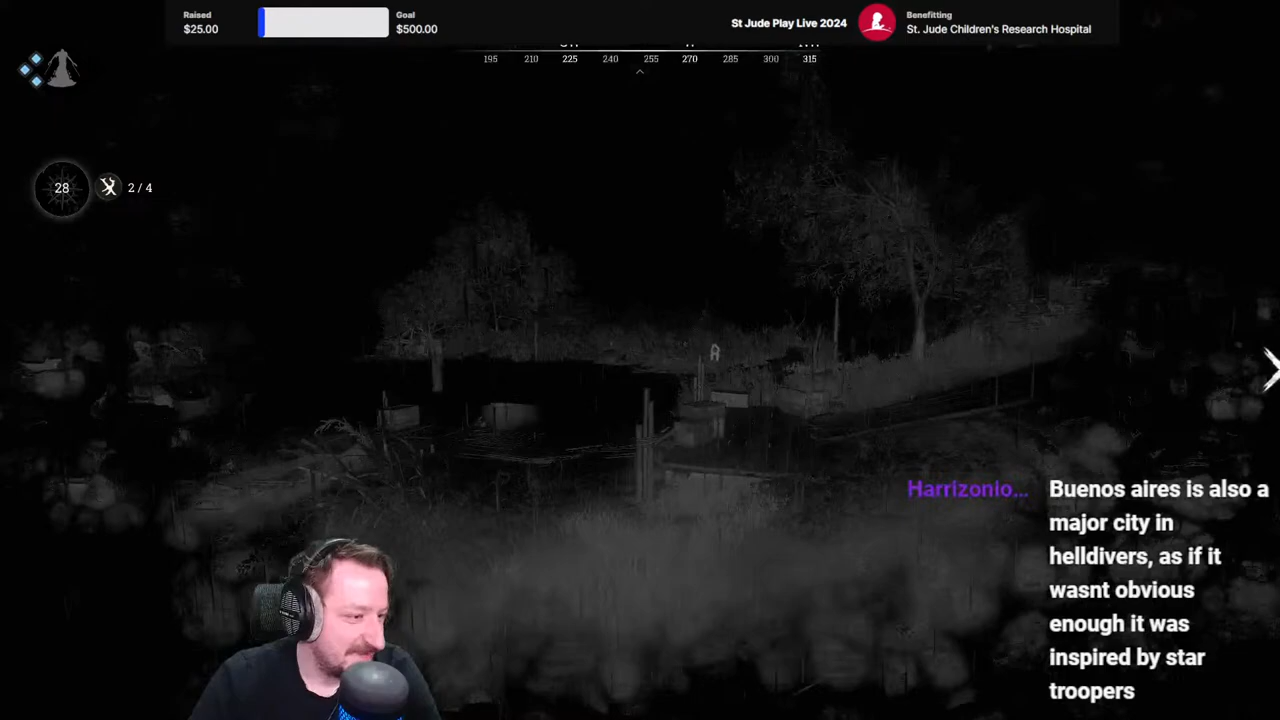 Raised
$25.00
Goal
$500.00
St Jude Play Live 2024
Benefitting
St. Jude Children's Research Hospital
195 210 225 240 255 270 285 300 315
28
2 / 4
Harrizonio...
Buenos aires is also a
major city in
helldivers, as if it
wasnt obvious
enough it was
inspired by star
troopers